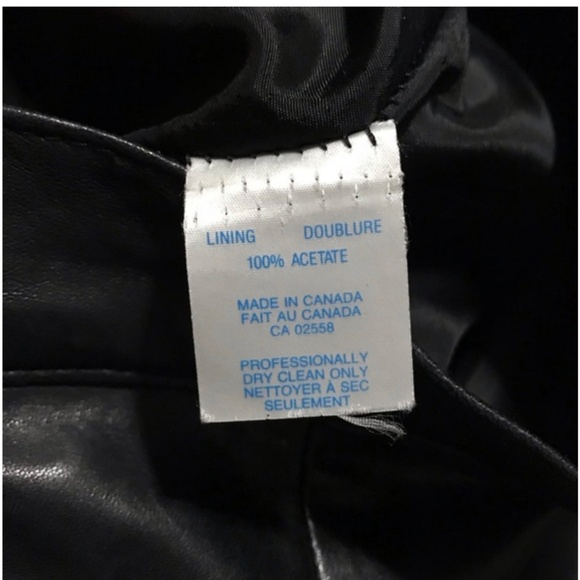 LINING DOUBLURE
100% ACETATE
MADE IN CANADA
FAIT AU CANADA
CA 02558
PROFESSIONALLY
DRY CLEAN ONLY
NETTOYER À SEC
SEULEMENT